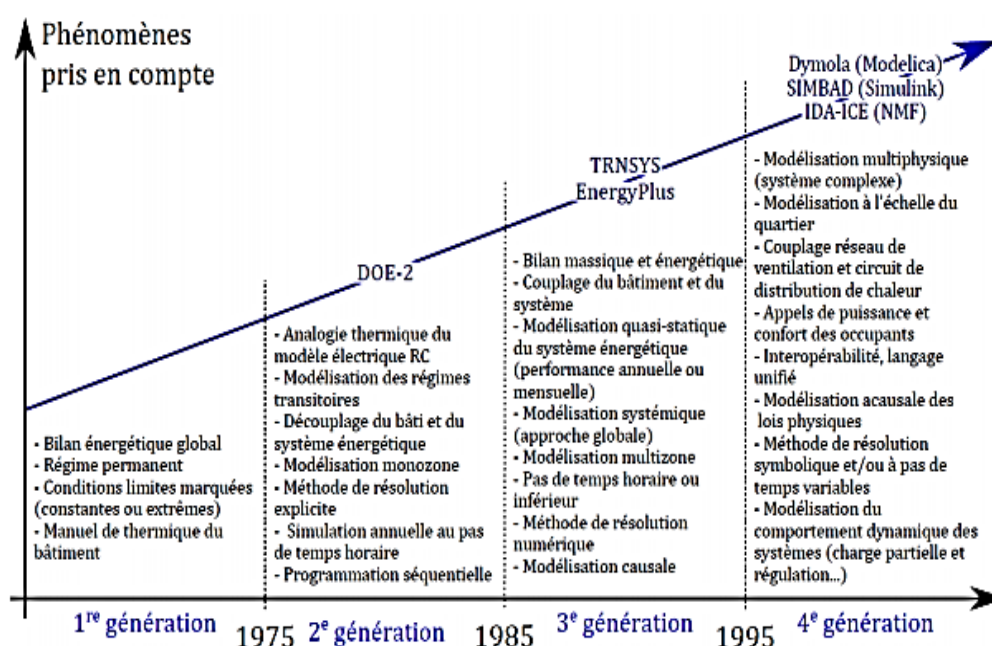 Phénomènes
pris en compte
Dymola (Modelica)
SIMBAD (Simulink)
IDA-ICE (NMF)
TRNSYS
EnergyPlus
DOE-2
- Bilan énergétique global
- Régime permanent
- Conditions limites marquées
(constantes ou extrêmes)
- Manuel de thermique du
bâtiment
- Analogie thermique du
modèle électrique RC
- Modélisation des régimes
transitoires
- Découplage du bâti et du
système énergétique
- Modélisation monozone
- Méthode de résolution
explicite
- Simulation annuelle au pas
de temps horaire
- Programmation séquentielle
- Bilan massique et énergétique
- Couplage du bâtiment et du
système
- Modélisation quasi-statique
du système énergétique
(performance annuelle ou
mensuelle)
- Modélisation systémique
(approche globale)
- Modélisation multizone
- Pas de temps horaire ou
inférieur
- Méthode de résolution
numérique
- Modélisation causale
- Modélisation multiphysique
(système complexe)
- Modélisation à l'échelle du
quartier
- Couplage réseau de
ventilation et circuit de
distribution de chaleur
- Appels de puissance et
confort des occupants
- Interopérabilité, langage
unifié
- Modélisation acausale des
lois physiques
- Méthode de résolution
symbolique et/ou à pas de
temps variables
- Modélisation du
comportement dynamique des
systèmes (charge partielle et
régulation...)
1re génération
1975
2e génération
1985
3e génération
1995
4e génération